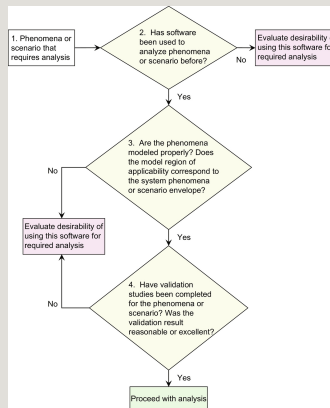 1. Phenomena or
scenario that
requires analysis
2. Has software
been used to
analyze phenomena
or scenario before?
No
Evaluate desirability
using this software fo
required analysis
Yes
3. Are the phenomena
modeled properly? Does
the model region of
applicability correspond to
the system phenomena
or scenario envelope?
No
Evaluate desirability of
using this software for
required analysis
Yes
4. Have validation
studies been completed
for the phenomena or
scenario? Was the
validation result
reasonable or excellent?
No
Yes
Proceed with analysis